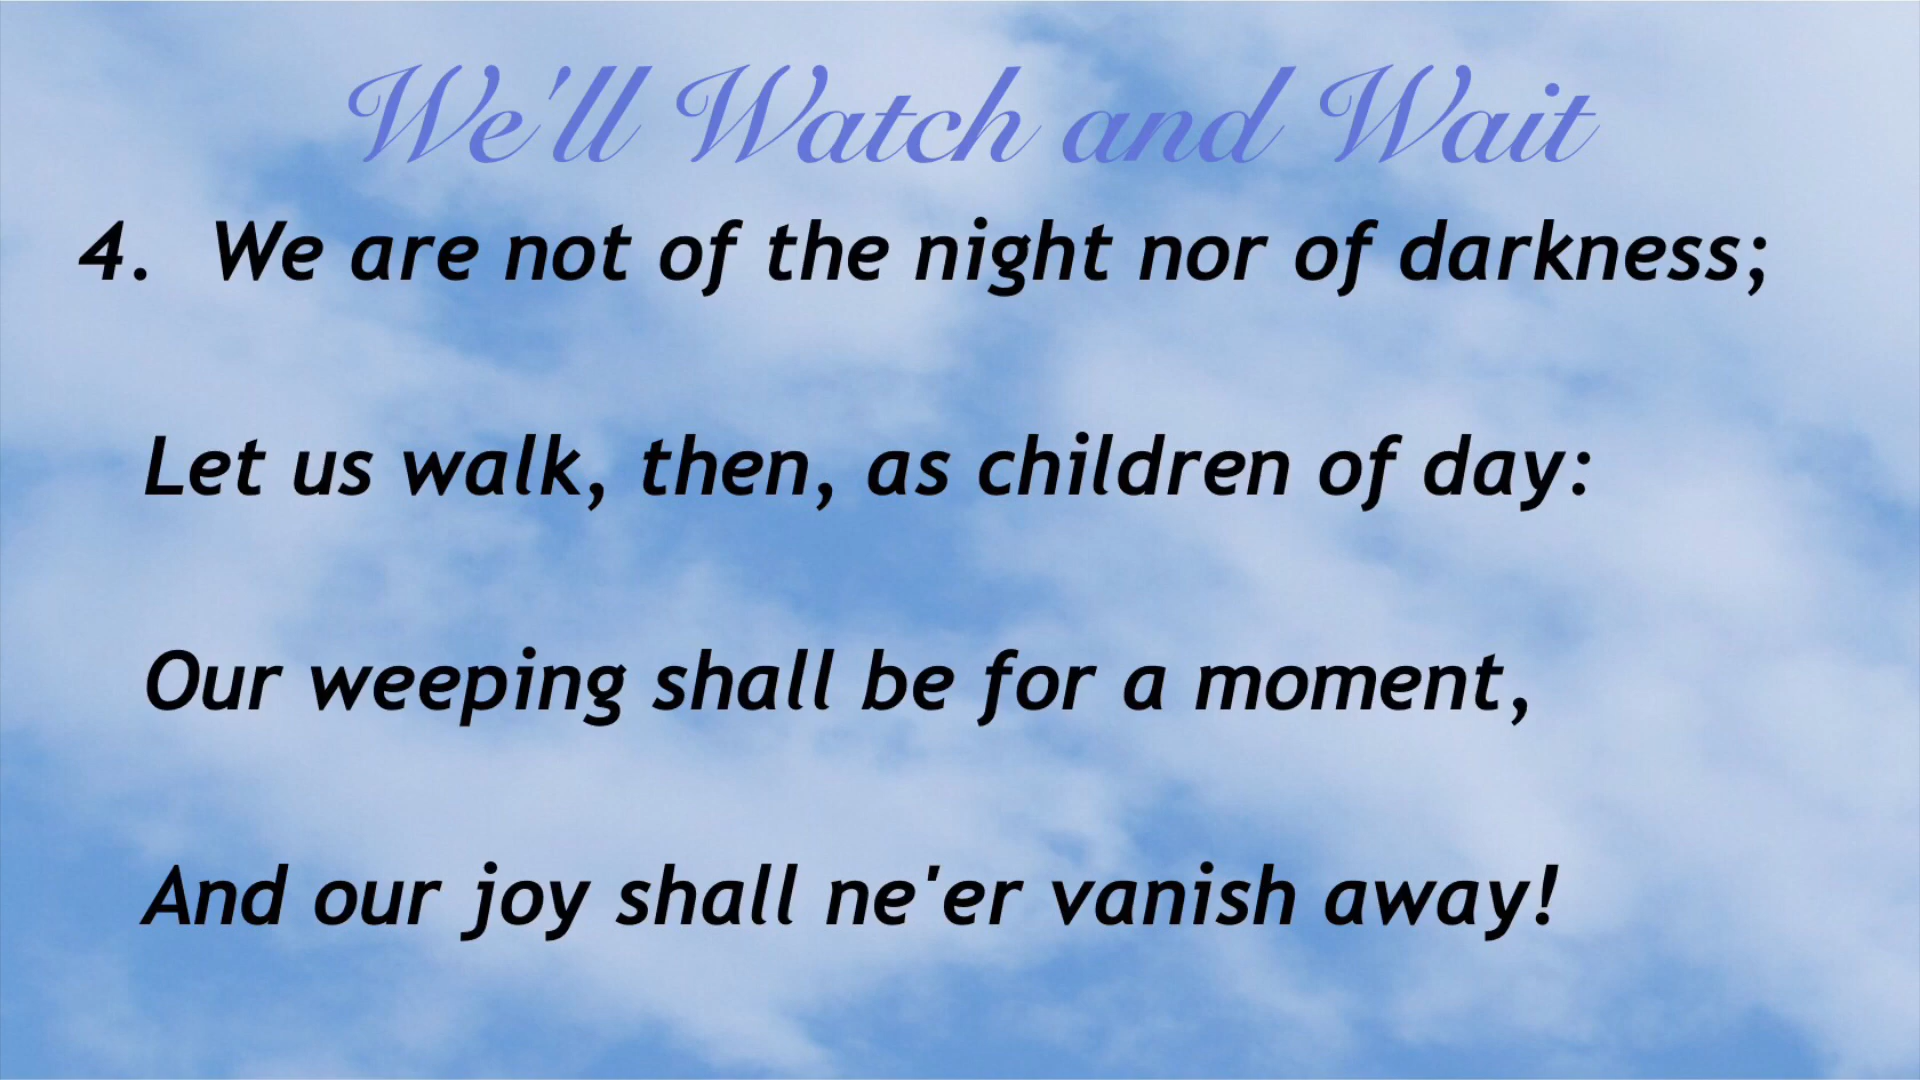 We'll Watch and Wait
4. We are not of the night nor of darkness;
Let us walk, then, as children of day:
Our weeping shall be for a moment,
And our joy shall ne'er vanish away!